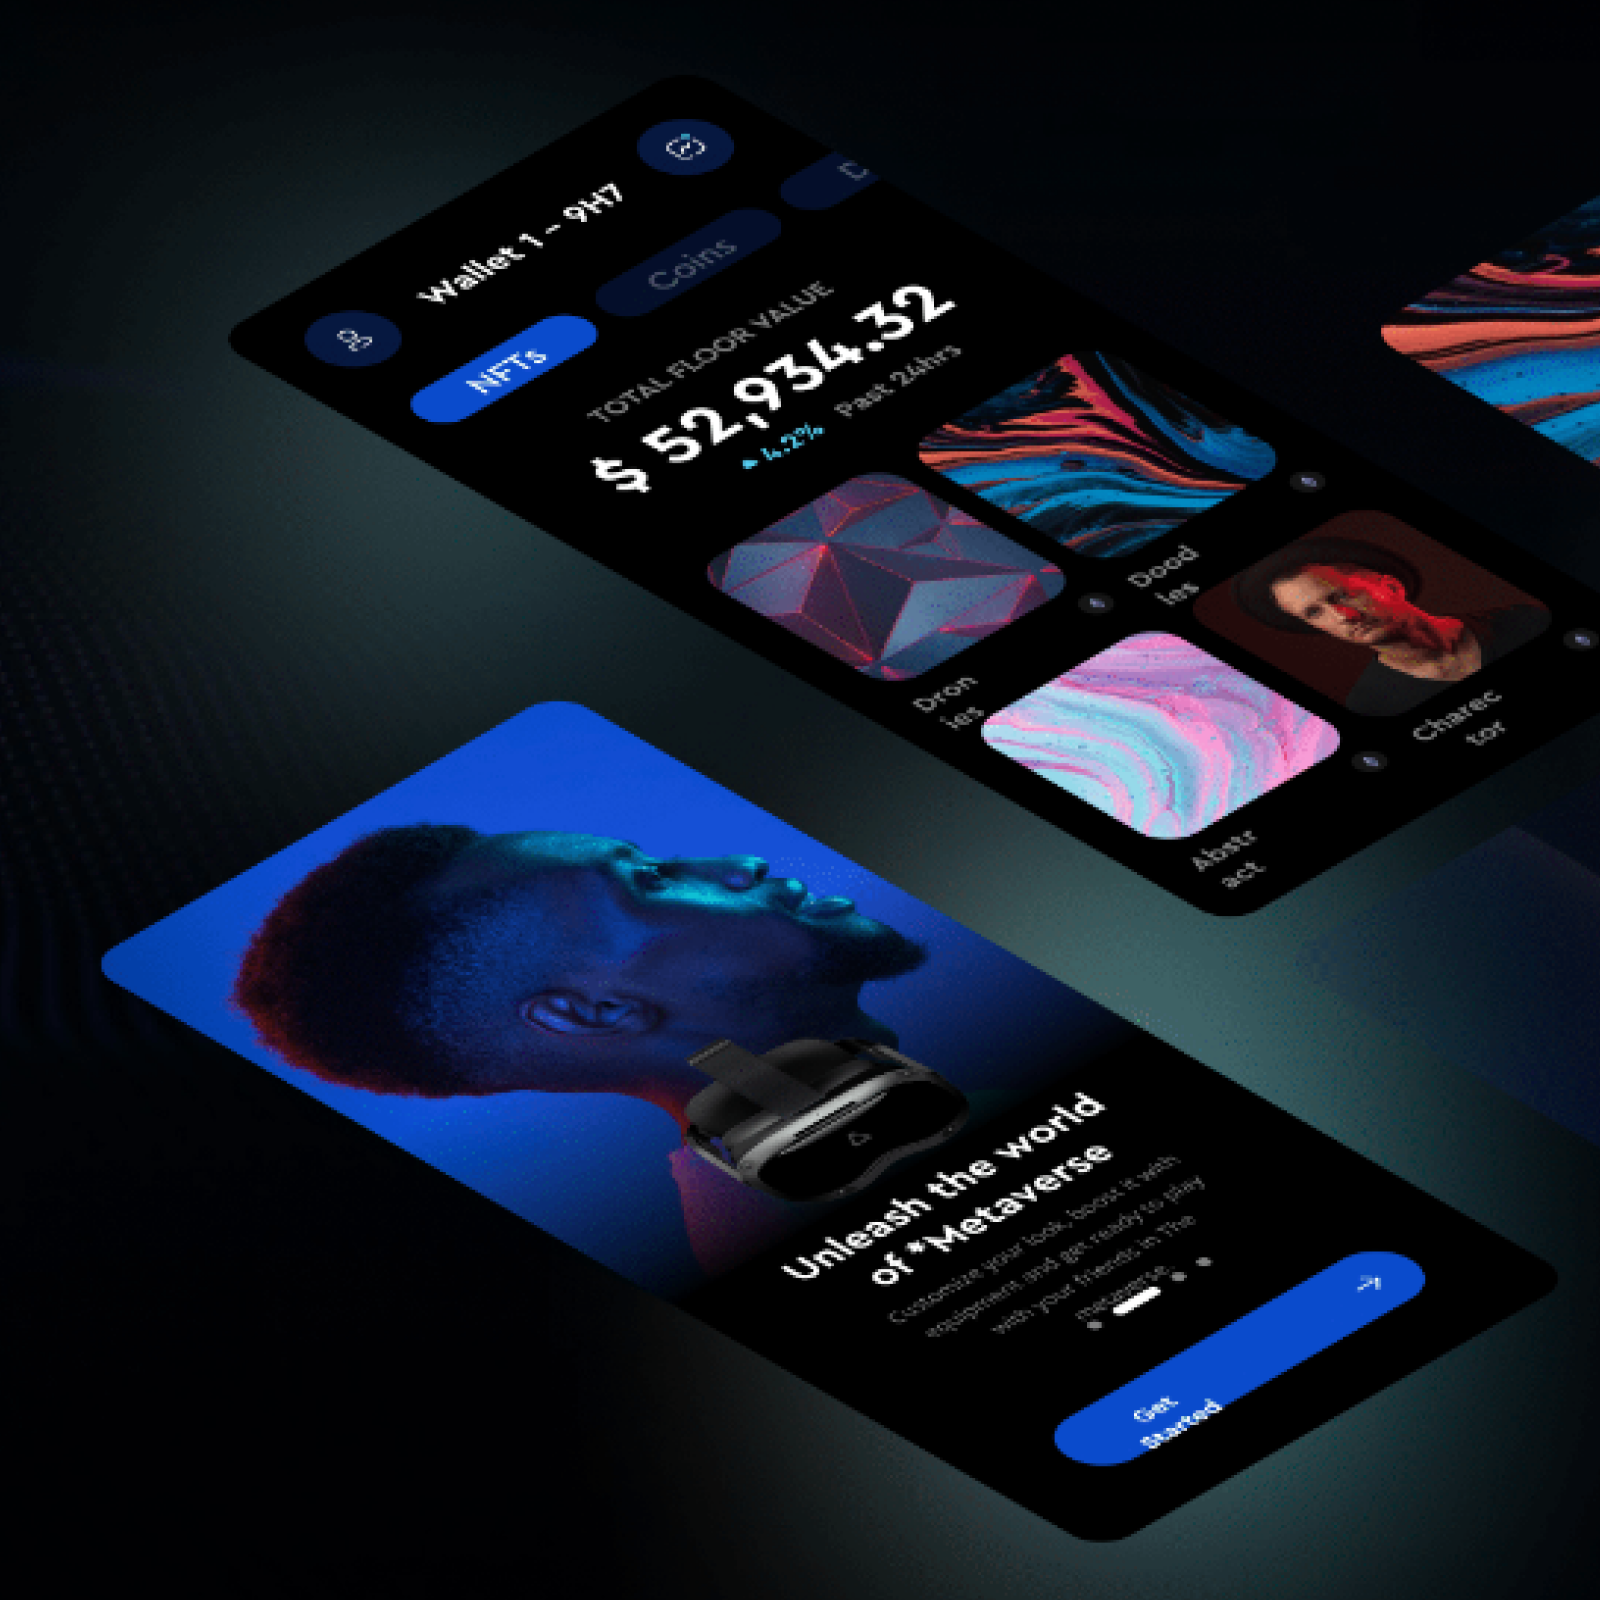 Wallet 1 - 9H7
NFTs
Coins
D
TOTAL FLOOR VALUE
$ 52,934.32
4.2% Past 24hrs
Dood
les
Dron
ies
Charec
tor
Abstr
act
Unleash the world
of *Metaverse
Customize your look, boost it with
equipment and get ready to play
with your friends in The
metaverse.
Get
Started